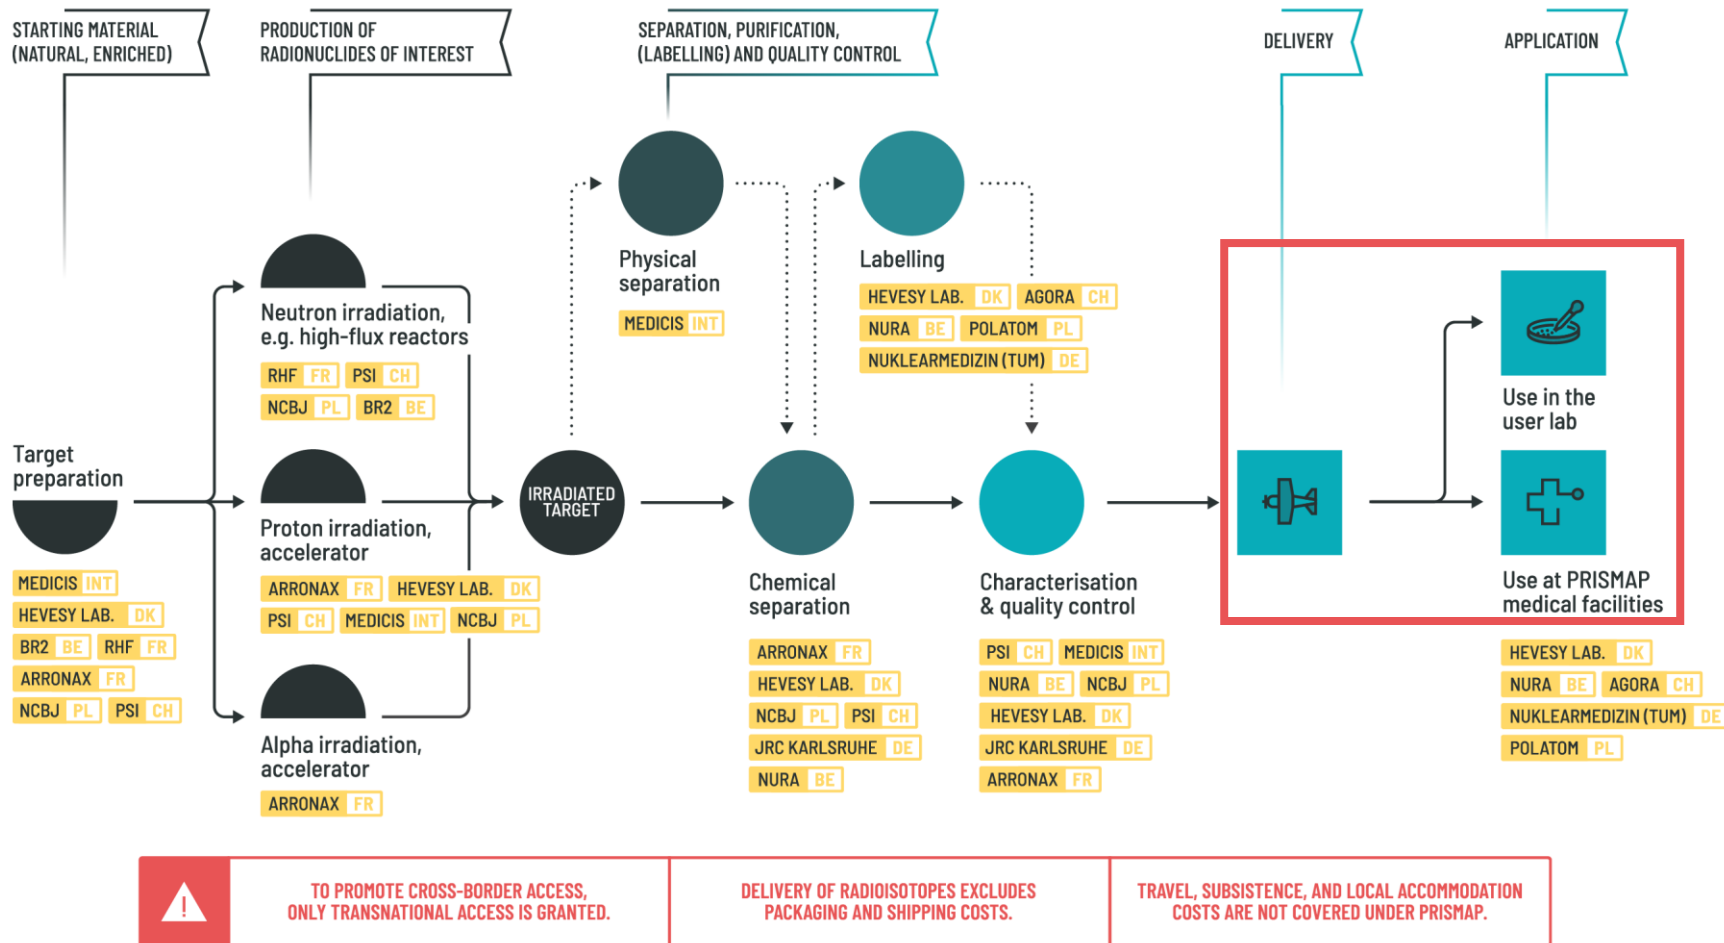 STARTING MATERIAL
(NATURAL, ENRICHED)
PRODUCTION OF
RADIONUCLIDES OF INTEREST
SEPARATION, PURIFICATION,
(LABELLING) AND QUALITY CONTROL
DELIVERY
APPLICATION
Target
preparation
MEDICIS INT
HEVESY LAB. DK
BR2 BE RHF FR
ARRONAX FR
NCBJ PL PSI CH
Neutron irradiation,
e.g. high-flux reactors
RHF FR PSI CH
NCBJ PL BR2 BE
Proton irradiation,
accelerator
ARRONAX FR HEVESY LAB. DK
PSI CH MEDICIS INT NCBJ PL
Alpha irradiation,
accelerator
ARRONAX FR
IRRADIATED
TARGET
Physical
separation
MEDICIS INT
Labelling
HEVESY LAB. DK AGORA CH
NURA BE POLATOM PL
NUKLEARMEDIZIN (TUM) DE
Chemical
separation
ARRONAX FR
HEVESY LAB. DK
NCBJ PL PSI CH
JRC KARLSRUHE DE
NURA BE
Characterisation
& quality control
PSI CH MEDICIS INT
NURA BE NCBJ PL
HEVESY LAB. DK
JRC KARLSRUHE DE
ARRONAX FR
Use in the
user lab
Use at PRISMAP
medical facilities
HEVESY LAB. DK
NURA BE AGORA CH
NUKLEARMEDIZIN (TUM) DE
POLATOM PL
TO PROMOTE CROSS-BORDER ACCESS,
ONLY TRANSNATIONAL ACCESS IS GRANTED.
DELIVERY OF RADIOISOTOPES EXCLUDES
PACKAGING AND SHIPPING COSTS.
TRAVEL, SUBSISTENCE, AND LOCAL ACCOMMODATION
COSTS ARE NOT COVERED UNDER PRISMAP.